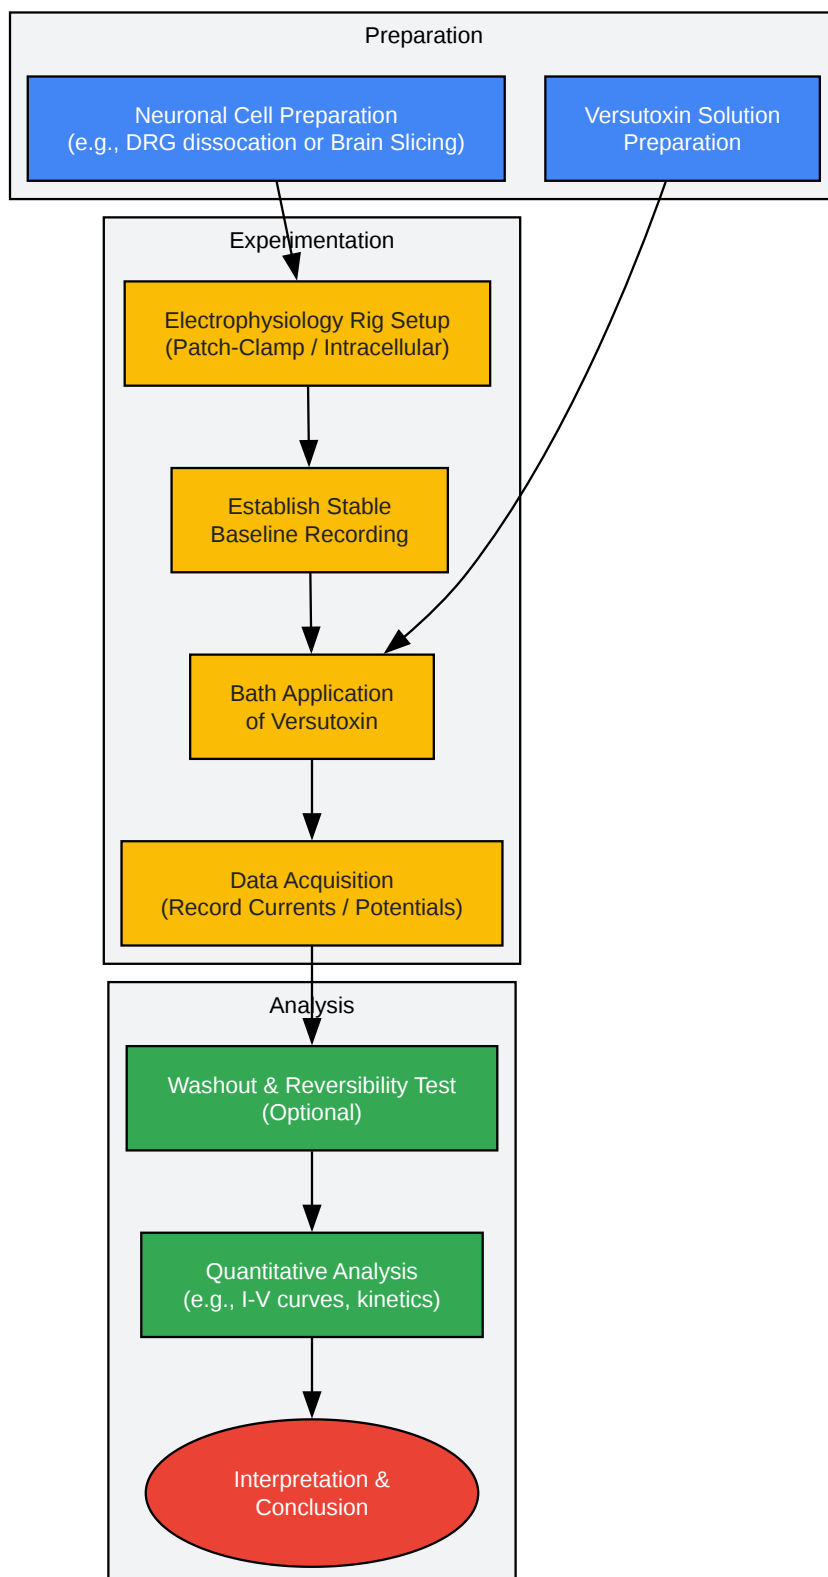 Preparation
Neuronal Cell Preparation
(e.g., DRG dissocation or Brain Slicing)
Versutoxin Solution
Preparation
Experimentation
Electrophysiology Rig Setup
(Patch-Clamp / Intracellular)
Establish Stable
Baseline Recording
Bath Application
of Versutoxin
Data Acquisition
(Record Currents / Potentials)
Analysis
Washout & Reversibility Test
(Optional)
Quantitative Analysis
(e.g., I-V curves, kinetics)
Interpretation &
Conclusion